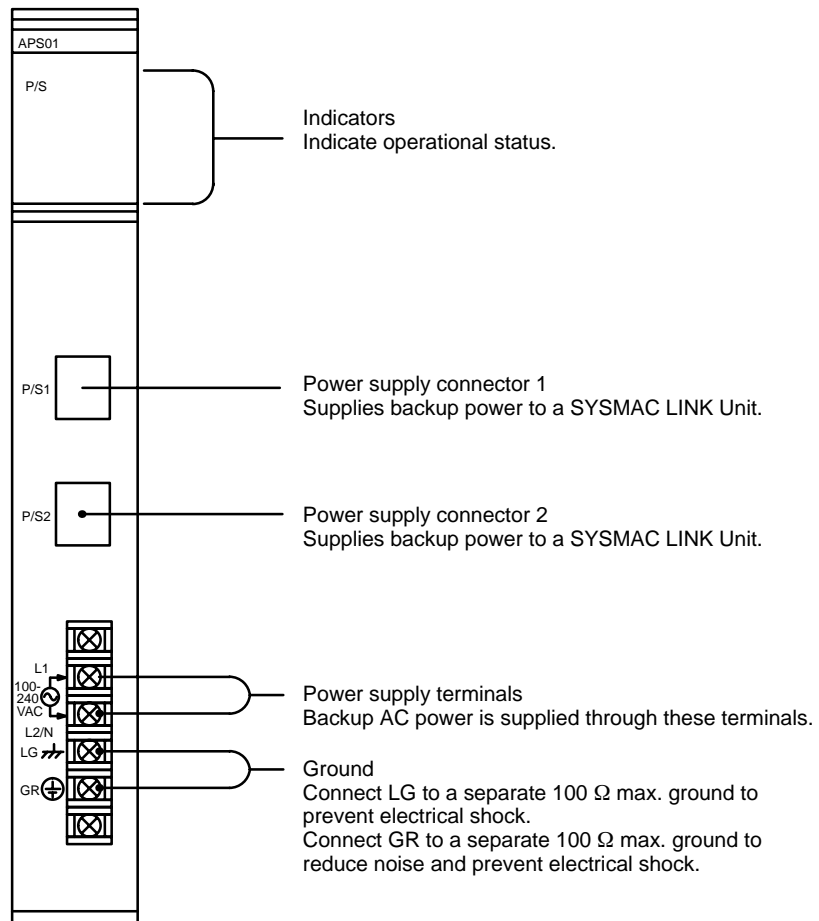 APS01
P/S
Indicators
Indicate operational status.
P/S1
Power supply connector 1
Supplies backup power to a SYSMAC LINK Unit.
P/S2
Power supply connector 2
Supplies backup power to a SYSMAC LINK Unit.
L1
100-
240
VAC
L2/N
Power supply terminals
Backup AC power is supplied through these terminals.
LG
GR
Ground
Connect LG to a separate 100 Ω max. ground to
prevent electrical shock.
Connect GR to a separate 100 Ω max. ground to
reduce noise and prevent electrical shock.